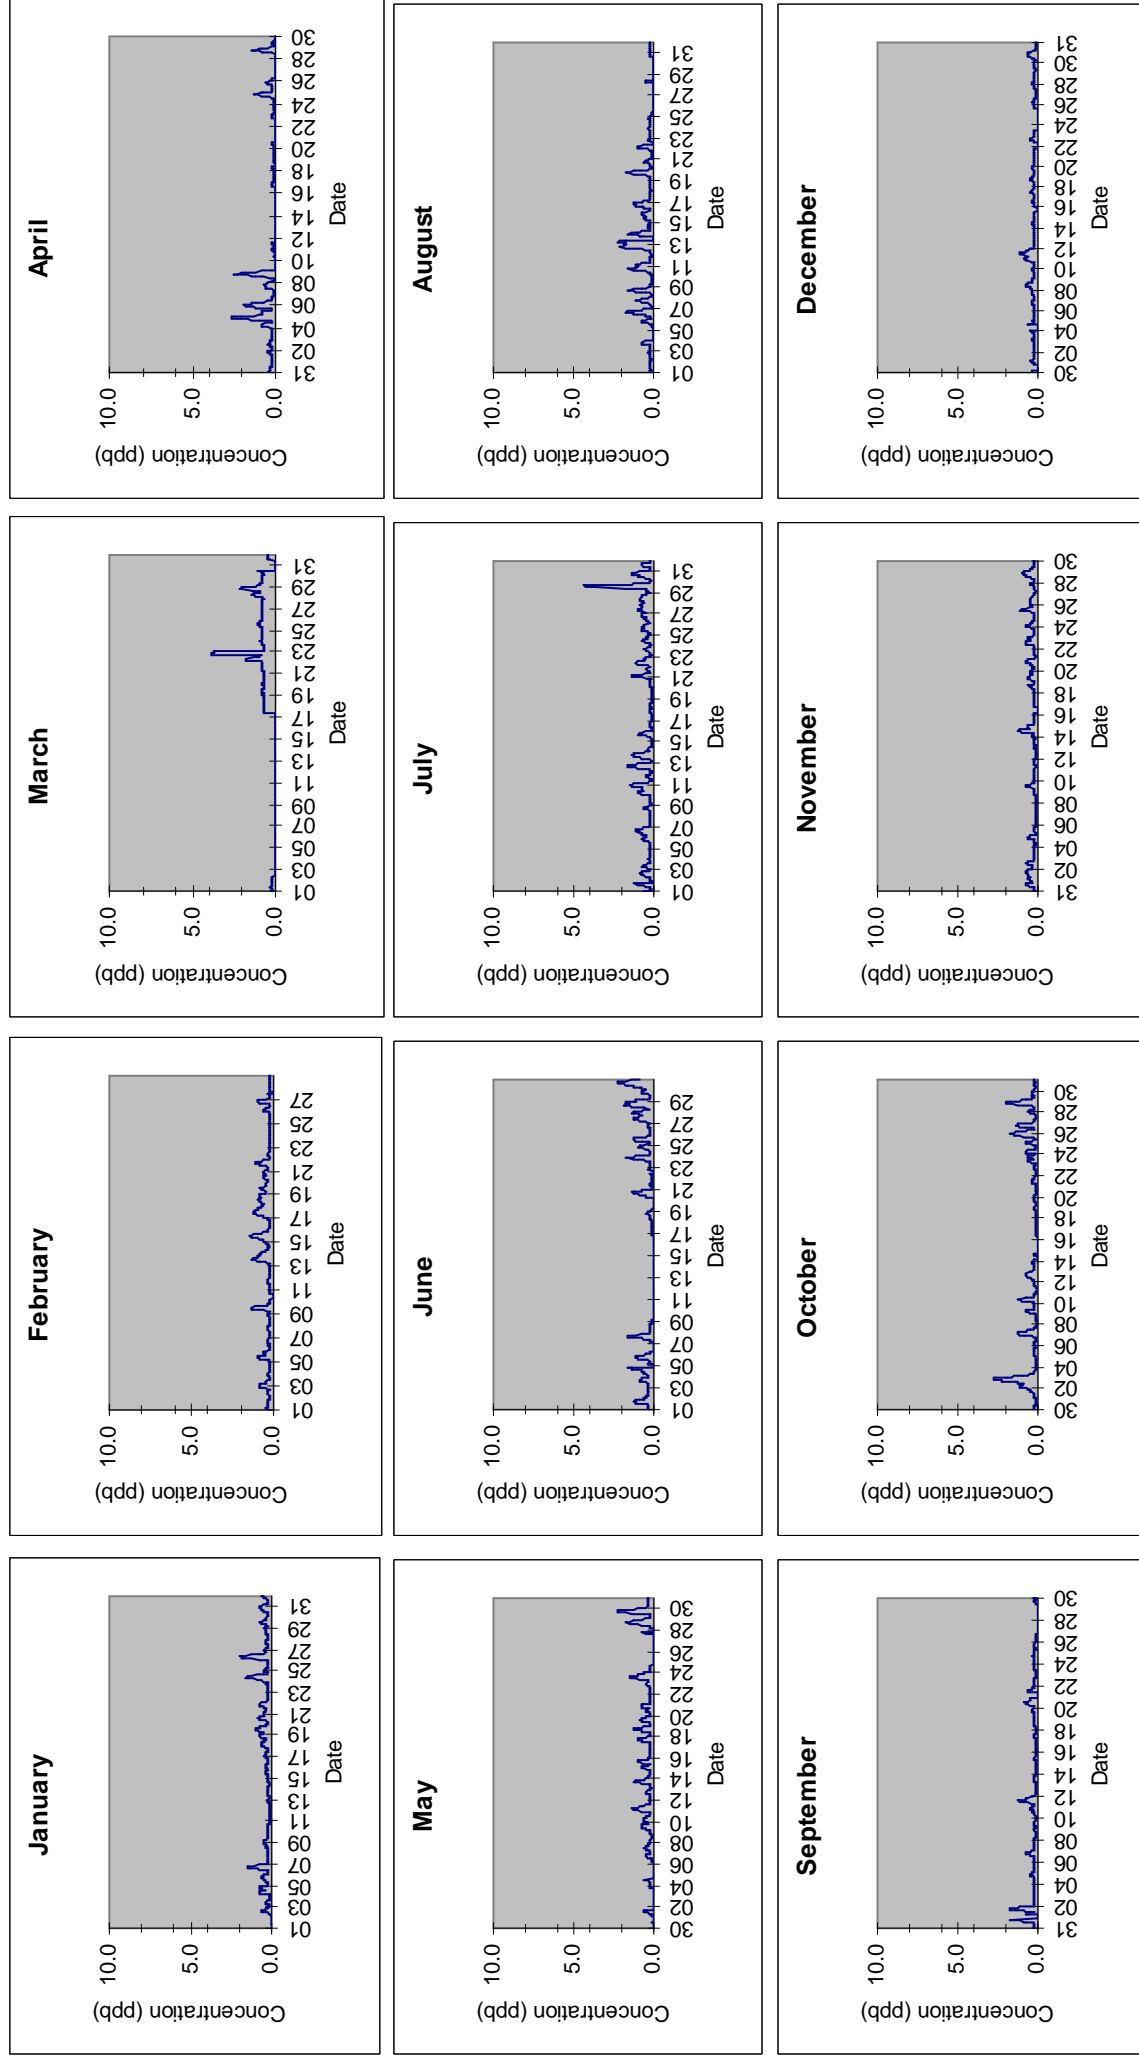 January
10.0
5.0
0.0
Concentration (ppb)
01 03 05 07 09 11 13 15 17 19 21 23 25 27 29 31
Date
February
10.0
5.0
0.0
Concentration (ppb)
01 03 05 07 09 11 13 15 17 19 21 23 25 27
Date
March
10.0
5.0
0.0
Concentration (ppb)
01 03 05 07 09 11 13 15 17 19 21 23 25 27 29 31
Date
April
10.0
5.0
0.0
Concentration (ppb)
31 02 04 06 08 10 12 14 16 18 20 22 24 26 28 30
Date
May
10.0
5.0
0.0
Concentration (ppb)
30 02 04 06 08 10 12 14 16 18 20 22 24 26 28 30
Date
June
10.0
5.0
0.0
Concentration (ppb)
01 03 05 07 09 11 13 15 17 19 21 23 25 27 29
Date
July
10.0
5.0
0.0
Concentration (ppb)
01 03 05 07 09 11 13 15 17 19 21 23 25 27 29 31
Date
August
10.0
5.0
0.0
Concentration (ppb)
01 03 05 07 09 11 13 15 17 19 21 23 25 27 29 31
Date
September
10.0
5.0
0.0
Concentration (ppb)
31 02 04 06 08 10 12 14 16 18 20 22 24 26 28 30
Date
October
10.0
5.0
0.0
Concentration (ppb)
30 02 04 06 08 10 12 14 16 18 20 22 24 26 28 30
Date
November
10.0
5.0
0.0
Concentration (ppb)
31 02 04 06 08 10 12 14 16 18 20 22 24 26 28 30
Date
December
10.0
5.0
0.0
Concentration (ppb)
30 02 04 06 08 10 12 14 16 18 20 22 24 26 28 30 31
Date